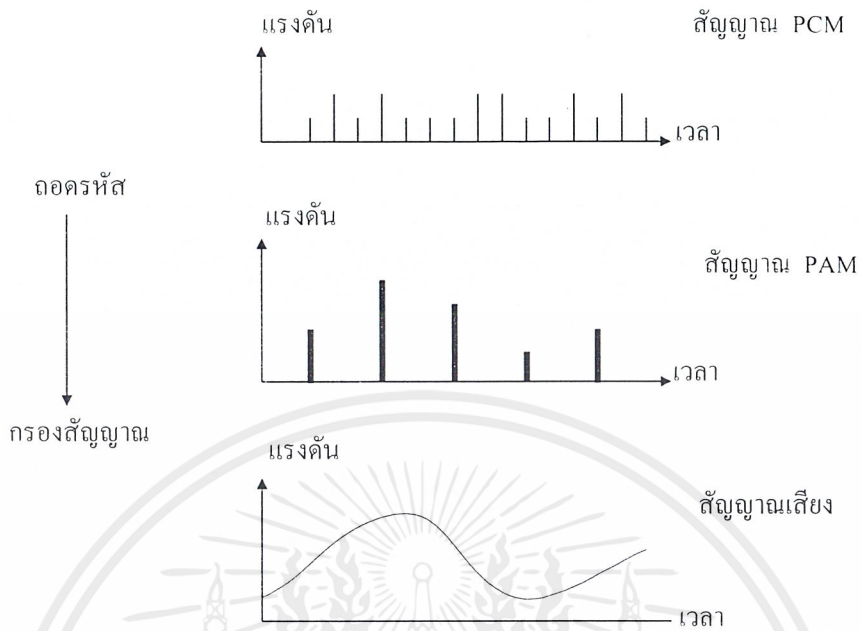 แรงดัน
สัญญาณ PCM
เวลา
ถอดรหัส
แรงดัน
สัญญาณ PAM
เวลา
กรองสัญญาณ
แรงดัน
สัญญาณเสียง
เวลา